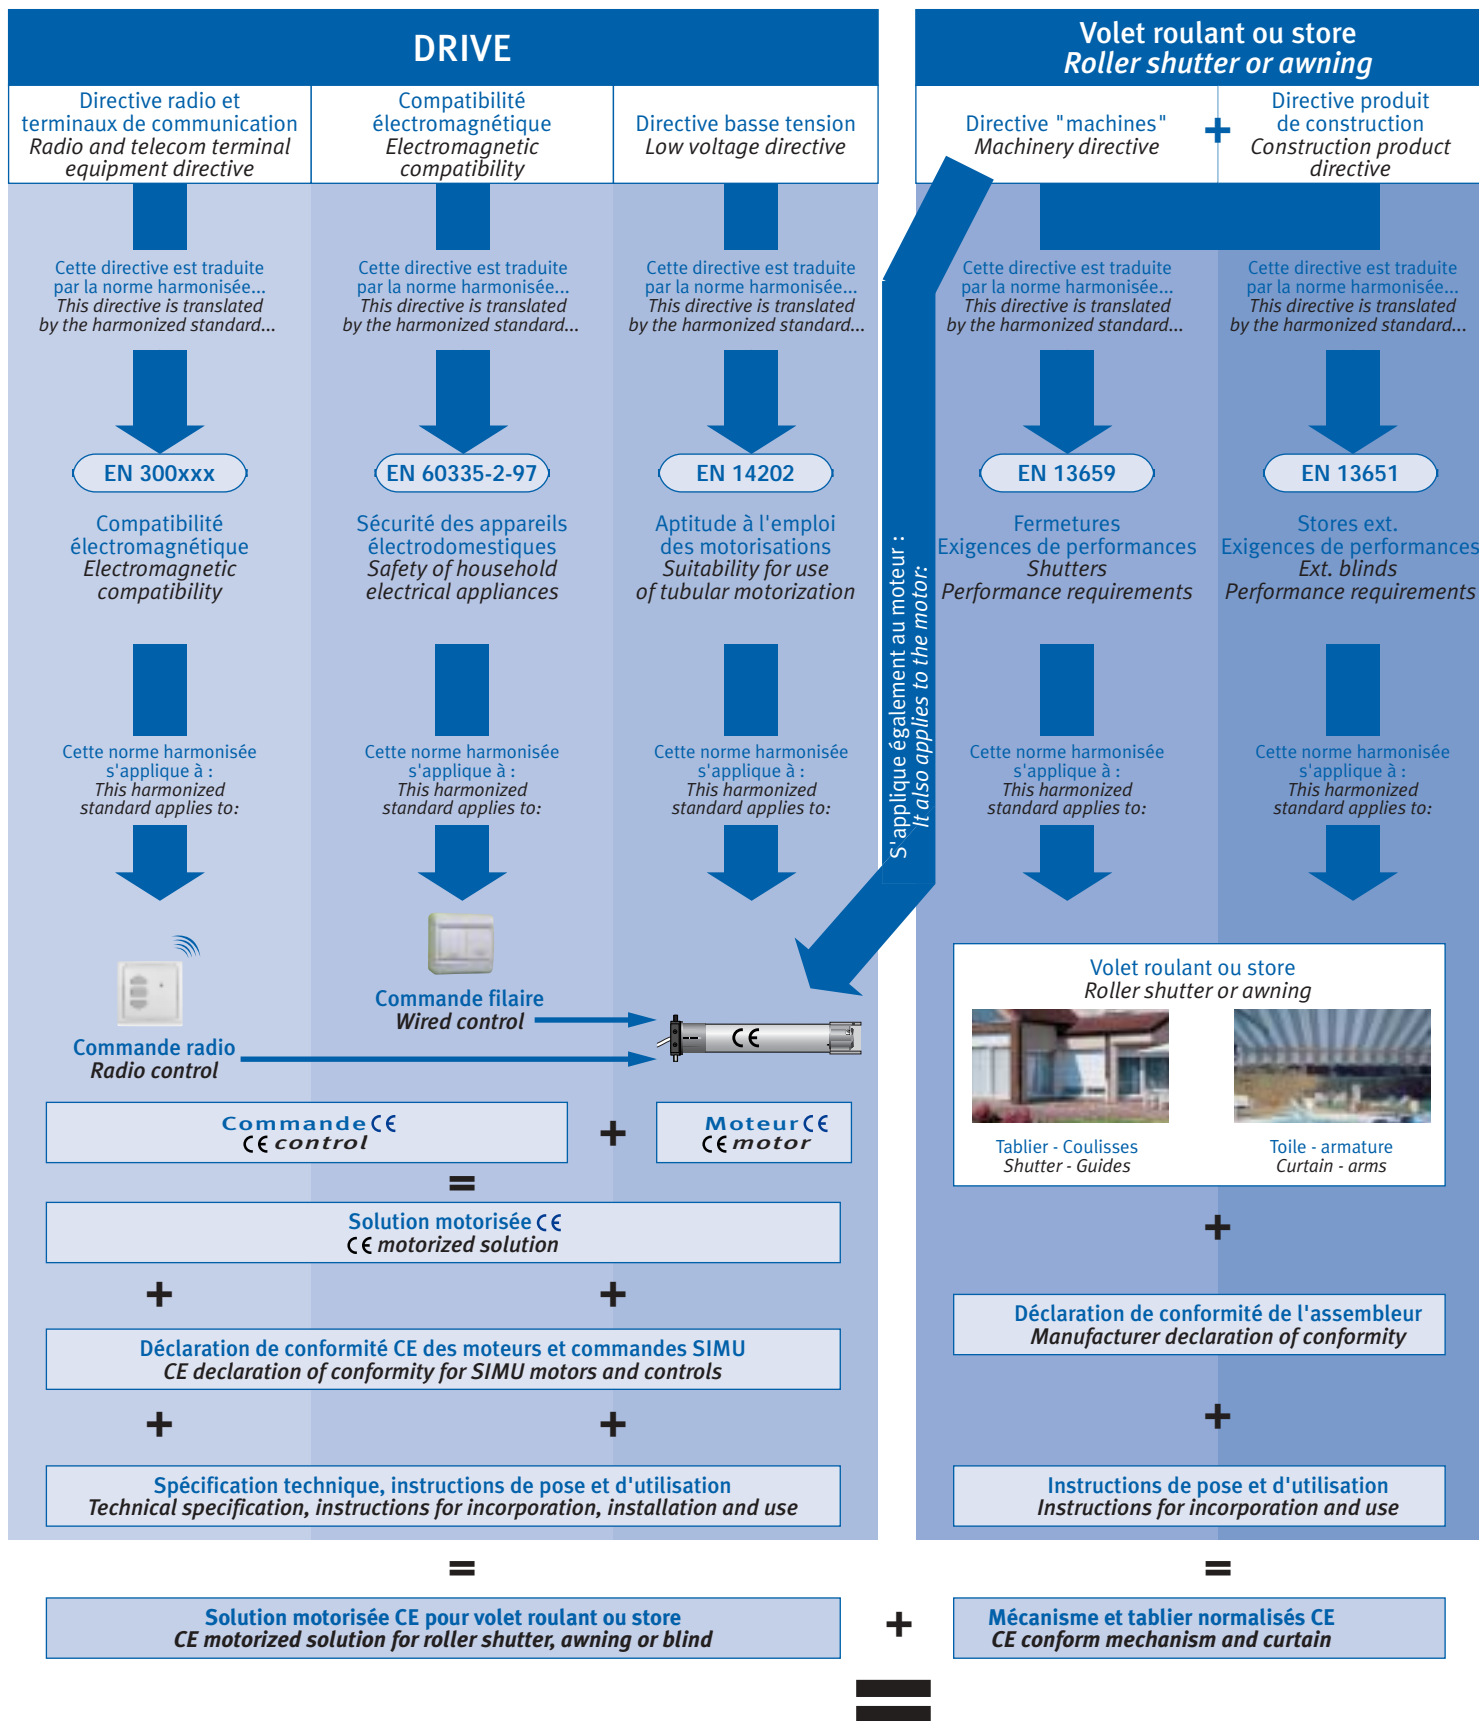 DRIVE
Volet roulant ou store
Roller shutter or awning
Directive radio et
terminaux de communication
Radio and telecom terminal
equipment directive
Compatibilité
électromagnétique
Electromagnetic
compatibility
Directive basse tension
Low voltage directive
Directive "machines"
Machinery directive
+
Directive produit
de construction
Construction product
directive
Cette directive est traduite
par la norme harmonisée...
This directive is translated
by the harmonized standard...
Cette directive est traduite
par la norme harmonisée...
This directive is translated
by the harmonized standard...
Cette directive est traduite
par la norme harmonisée...
This directive is translated
by the harmonized standard...
Cette directive est traduite
par la norme harmonisée...
This directive is translated
by the harmonized standard...
Cette directive est traduite
par la norme harmonisée...
This directive is translated
by the harmonized standard...
EN 300xxx
EN 60335-2-97
EN 14202
EN 13659
EN 13651
Compatibilité
électromagnétique
Electromagnetic
compatibility
Sécurité des appareils
électrodomestiques
Safety of household
electrical appliances
Aptitude à l'emploi
des motorisations
Suitability for use
of tubular motorization
S'applique également au moteur :
It also applies to the motor:
Fermetures
Exigences de performances
Shutters
Performance requirements
Stores ext.
Exigences de performances
Ext. blinds
Performance requirements
Cette norme harmonisée
s'applique à :
This harmonized
standard applies to:
Cette norme harmonisée
s'applique à :
This harmonized
standard applies to:
Cette norme harmonisée
s'applique à :
This harmonized
standard applies to:
Cette norme harmonisée
s'applique à :
This harmonized
standard applies to:
Cette norme harmonisée
s'applique à :
This harmonized
standard applies to:
Commande filaire
Wired control
Commande radio
Radio control
CE
Volet roulant ou store
Roller shutter or awning
Tablier - Coulisses
Shutter - Guides
Toile - armature
Curtain - arms
Commande CE
CE control
+
Moteur CE
CE motor
=
Solution motorisée CE
CE motorized solution
+
+ +
Déclaration de conformité CE des moteurs et commandes SIMU
CE declaration of conformity for SIMU motors and controls
Déclaration de conformité de l'assembleur
Manufacturer declaration of conformity
+ +
+
Spécification technique, instructions de pose et d'utilisation
Technical specification, instructions for incorporation, installation and use
Instructions de pose et d'utilisation
Instructions for incorporation and use
= =
Solution motorisée CE pour volet roulant ou store
CE motorized solution for roller shutter, awning or blind
+
Mécanisme et tablier normalisés CE
CE conform mechanism and curtain
=